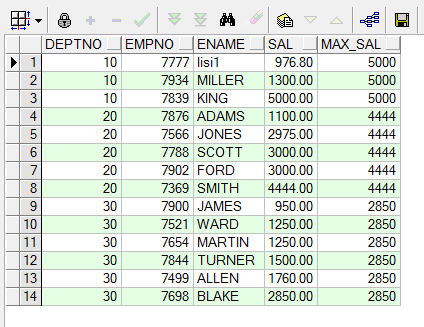 DEPTNO EMPNO ENAME SAL MAX_SAL
1 10 7777 lisi1 976.80 5000
2 10 7934 MILLER 1300.00 5000
3 10 7839 KING 5000.00 5000
4 20 7876 ADAMS 1100.00 4444
5 20 7566 JONES 2975.00 4444
6 20 7788 SCOTT 3000.00 4444
7 20 7902 FORD 3000.00 4444
8 20 7369 SMITH 4444.00 4444
9 30 7900 JAMES 950.00 2850
10 30 7521 WARD 1250.00 2850
11 30 7654 MARTIN 1250.00 2850
12 30 7844 TURNER 1500.00 2850
13 30 7499 ALLEN 1760.00 2850
14 30 7698 BLAKE 2850.00 2850